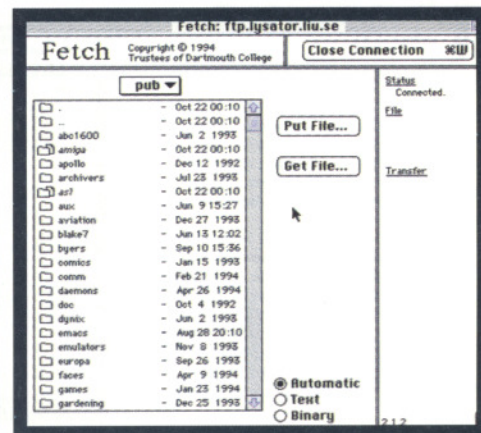 Fetch: ftp.lysator.liu.se
Fetch
Copyright © 1994
Trustees of Dartmouth College
Close Connection ⌘W
pub
. - Oct 22 00:10
.. - Oct 22 00:10
abc1600 - Jun 2 1993
amiga - Oct 22 00:10
apollo - Dec 12 1992
archivers - Jul 23 1993
as? - Oct 22 00:10
aux - Jun 9 15:27
aviation - Dec 27 1993
blake7 - Jun 13 12:02
byers - Sep 10 15:36
comics - Jan 15 1993
comm - Feb 21 1994
daemons - Apr 26 1994
doc - Oct 4 1992
dynix - Jun 2 1993
emacs - Aug 28 20:10
emulators - Nov 8 1993
europa - Sep 26 1993
faces - Apr 9 1994
games - Jan 23 1994
gardening - Dec 25 1993
Put File...
Get File...
Automatic
Text
Binary
Status
Connected.
File
Transfer
2.1.2